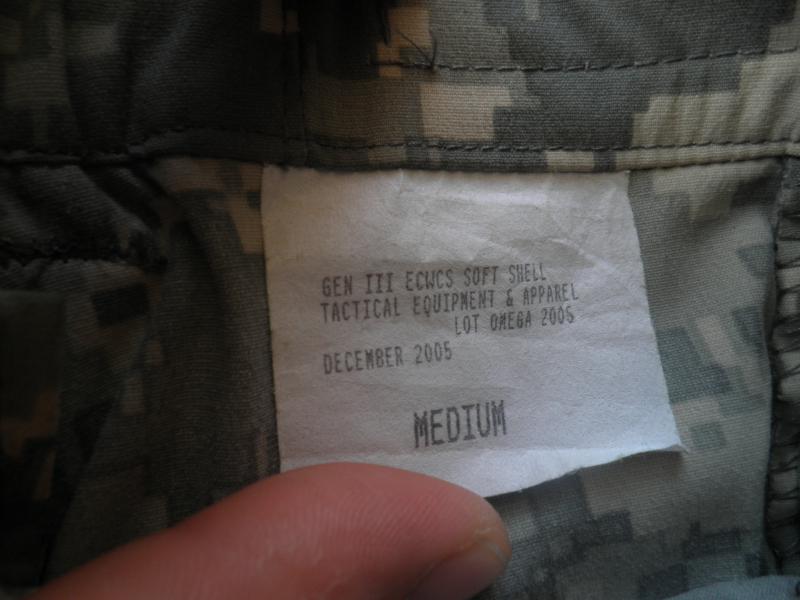 GEN III ECWCS SOFT SHELL
TACTICAL EQUIPMENT & APPAREL
LOT OMEGA 2005
DECEMBER 2005
MEDIUM